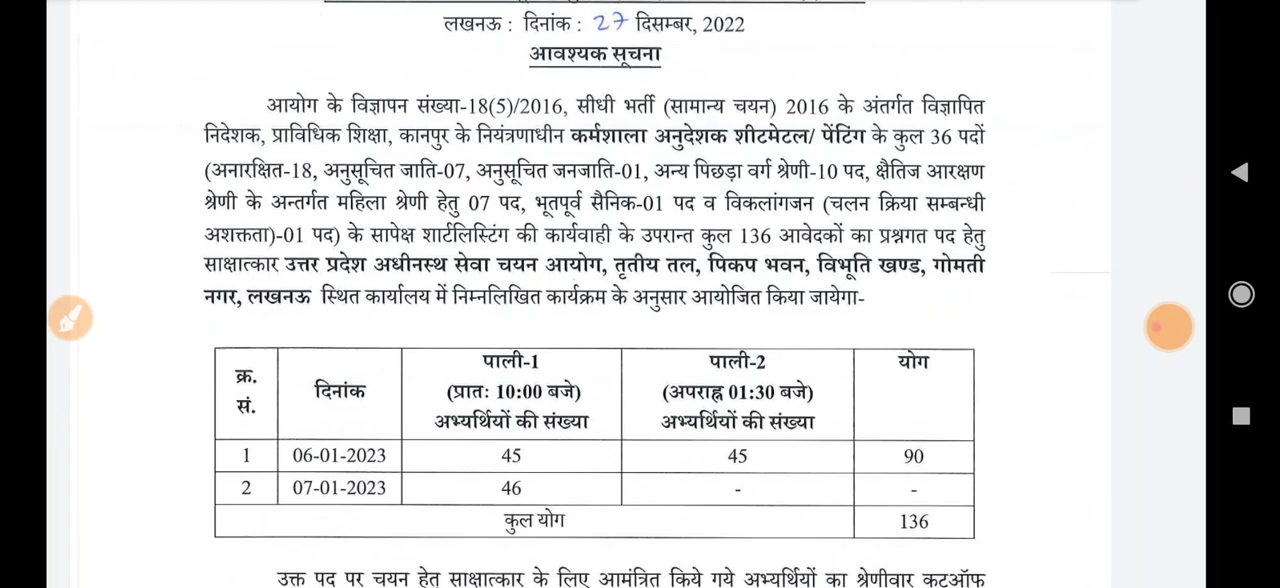 लखनऊ : दिनांक : 27 दिसम्बर, 2022
आवश्यक सूचना
आयोग के विज्ञापन संख्या-18(5)/2016, सीधी भर्ती (सामान्य चयन) 2016 के अंतर्गत विज्ञापित
निदेशक, प्राविधिक शिक्षा, कानपुर के नियंत्रणाधीन कर्मशाला अनुदेशक शीटमेटल/ पेंटिंग के कुल 36 पदों
(अनारक्षित-18, अनुसूचित जाति-07, अनुसूचित जनजाति-01, अन्य पिछड़ा वर्ग श्रेणी-10 पद, क्षैतिज आरक्षण
श्रेणी के अन्तर्गत महिला श्रेणी हेतु 07 पद, भूतपूर्व सैनिक-01 पद व विकलांगजन (चलन क्रिया सम्बन्धी
अशक्तता)-01 पद) के सापेक्ष शार्टलिस्टिंग की कार्यवाही के उपरान्त कुल 136 आवेदकों का प्रश्नगत पद हेतु
साक्षात्कार उत्तर प्रदेश अधीनस्थ सेवा चयन आयोग, तृतीय तल, पिकप भवन, विभूति खण्ड, गोमती
नगर, लखनऊ स्थित कार्यालय में निम्नलिखित कार्यक्रम के अनुसार आयोजित किया जायेगा-
क्र. सं. दिनांक पाली-1 (प्रातः 10:00 बजे) अभ्यर्थियों की संख्या पाली-2 (अपराह्न 01:30 बजे) अभ्यर्थियों की संख्या योग
1 06-01-2023 45 45 90
2 07-01-2023 46 - -
कुल योग 136
उक्त पद पर चयन हेतु साक्षात्कार के लिए आमंत्रित किये गये अभ्यर्थियों का श्रेणीवार कटऑफ